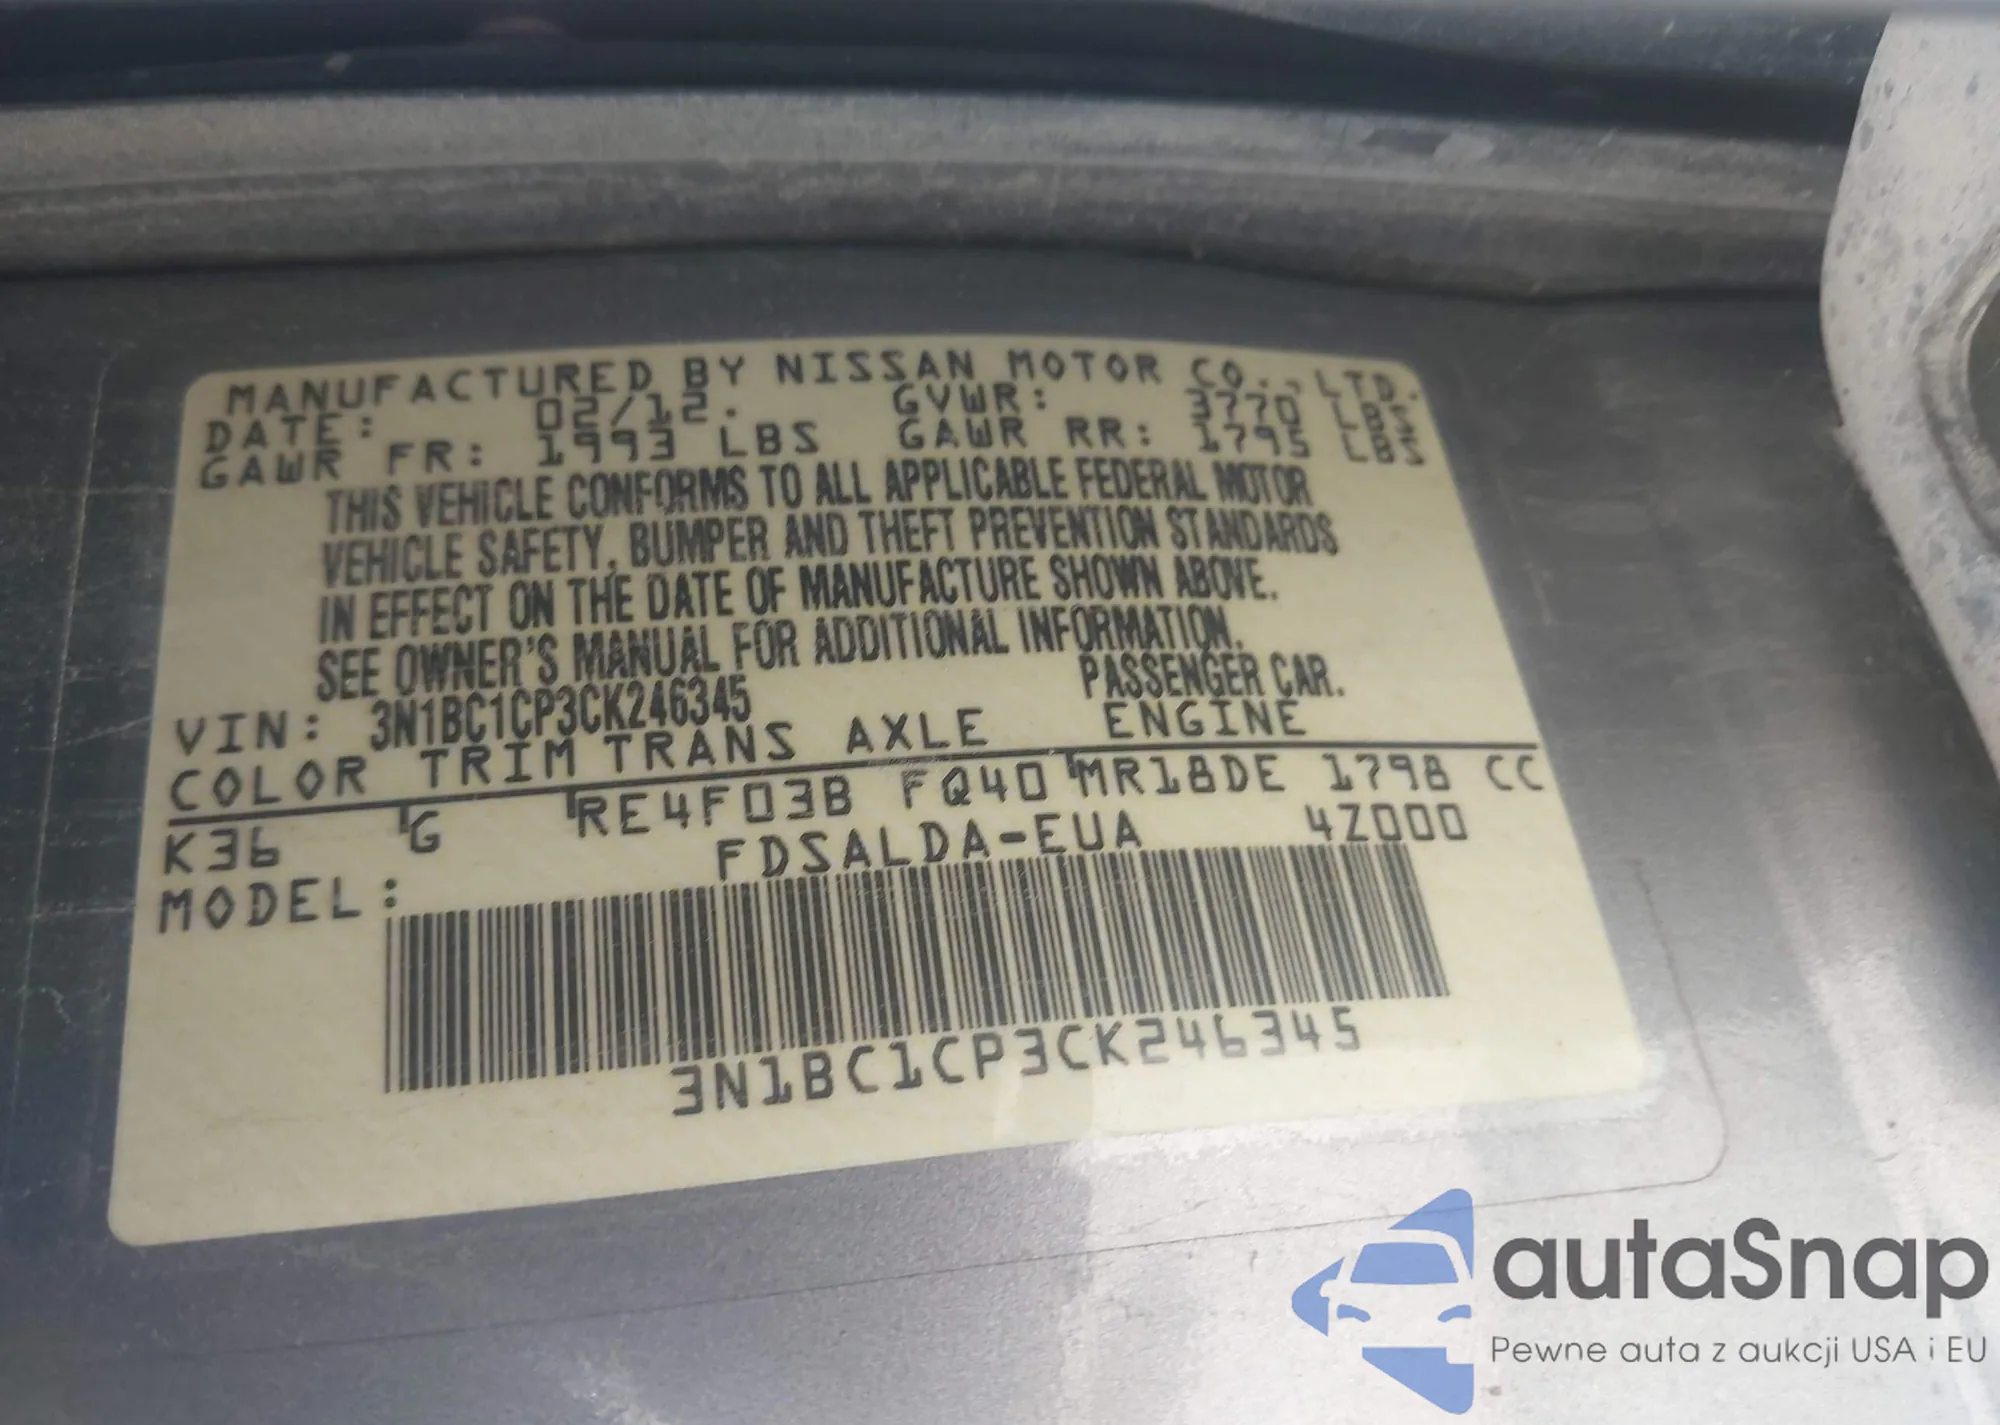 MANUFACTURED BY NISSAN MOTOR CO., LTD.
DATE: 02/12. GVWR: 3770 LBS
GAWR FR: 1993 LBS GAWR RR: 1795 LBS
THIS VEHICLE CONFORMS TO ALL APPLICABLE FEDERAL MOTOR
VEHICLE SAFETY, BUMPER AND THEFT PREVENTION STANDARDS
IN EFFECT ON THE DATE OF MANUFACTURE SHOWN ABOVE.
SEE OWNER'S MANUAL FOR ADDITIONAL INFORMATION.
VIN: 3N1BC1CP3CK246345 PASSENGER CAR.
COLOR TRIM TRANS AXLE ENGINE
K36 G RE4F03B FQ40 MR18DE 1798 CC
MODEL: FDSALDA-EUA 4Z000
3N1BC1CP3CK246345
autaSnap
Pewne auta z aukcji USA i EU